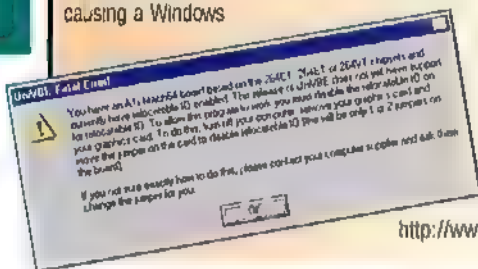 causing a Windows
UniVBE Fatal Error!
You have an ATI Mach64 board based on the 264CT, 264ET or 264VT chipsets and
currently have relocatable IO enabled. The release of UniVBE does not yet have support
for relocatable IO. To allow this program to work, you must disable the relocatable IO on
your graphics card. To do this, turn off your computer, remove your graphics card and
move the jumper on the card to disable relocatable IO (the will be only 1 or 2 jumpers on
the board).
If you not sure exactly how to do this, please contact your computer supplier and ask them
change the jumper for you.
OK
http://ww